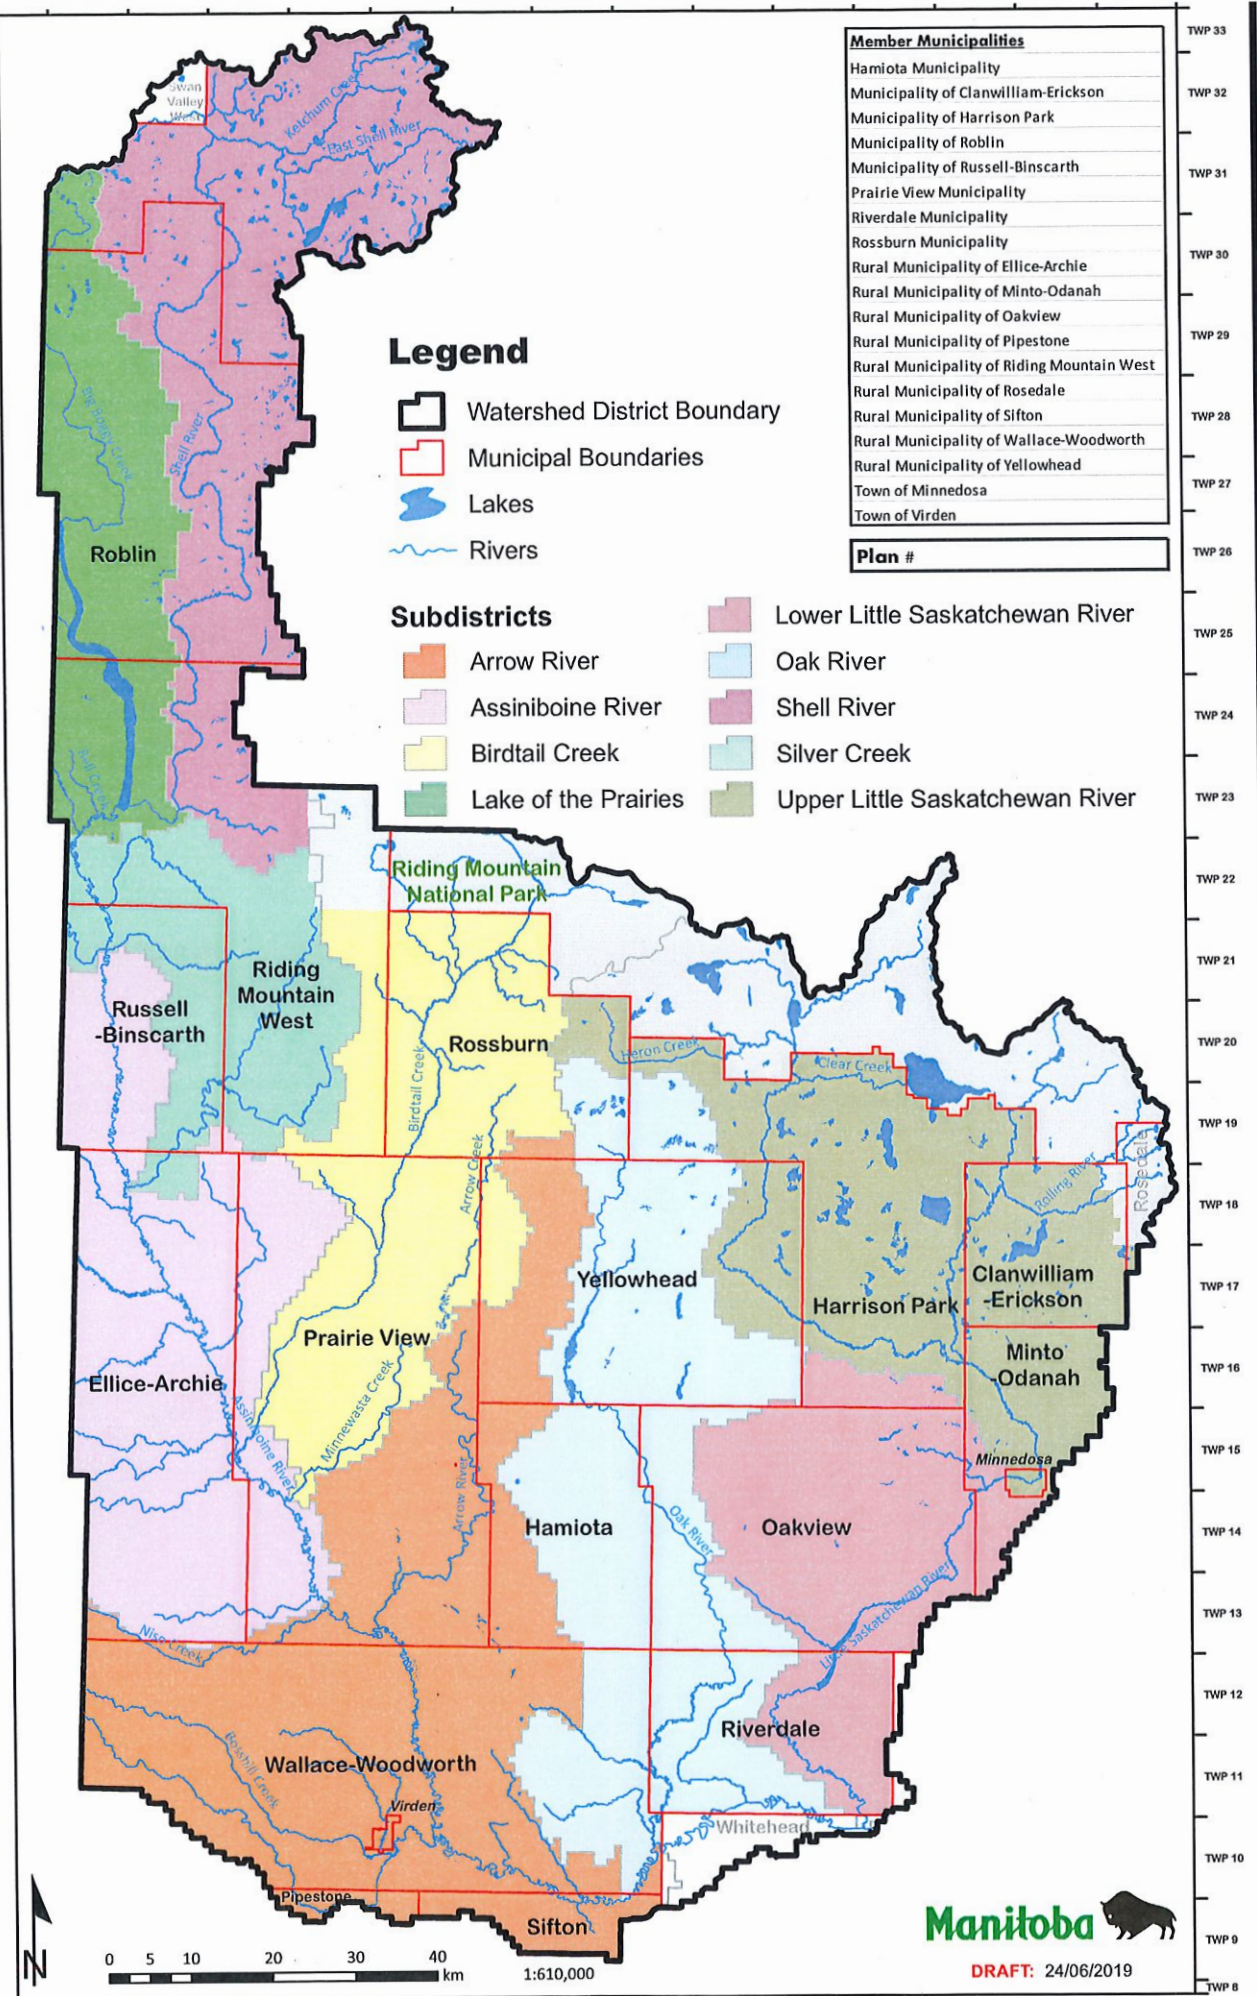 TWP 33
TWP 32
TWP 31
TWP 30
TWP 29
TWP 28
TWP 27
TWP 26
TWP 25
TWP 24
TWP 23
TWP 22
TWP 21
TWP 20
TWP 19
TWP 18
TWP 17
TWP 16
TWP 15
TWP 14
TWP 13
TWP 12
TWP 11
TWP 10
TWP 9
TWP 8
Member Municipalities
Hamiota Municipality
Municipality of Clanwilliam-Erickson
Municipality of Harrison Park
Municipality of Roblin
Municipality of Russell-Binscarth
Prairie View Municipality
Riverdale Municipality
Rossburn Municipality
Rural Municipality of Ellice-Archie
Rural Municipality of Minto-Odanah
Rural Municipality of Oakview
Rural Municipality of Pipestone
Rural Municipality of Riding Mountain West
Rural Municipality of Rosedale
Rural Municipality of Sifton
Rural Municipality of Wallace-Woodworth
Rural Municipality of Yellowhead
Town of Minnedosa
Town of Virden
Plan #
Legend
Watershed District Boundary
Municipal Boundaries
Lakes
Rivers
Subdistricts
Arrow River
Assiniboine River
Birdtail Creek
Lake of the Prairies
Lower Little Saskatchewan River
Oak River
Shell River
Silver Creek
Upper Little Saskatchewan River
Swan
Valley
West
Ketchum Creek
East Shell River
Big Boggy Creek
Shell River
Roblin
Bull Creek
Riding Mountain
National Park
Riding
Mountain
West
Russell
-Binscarth
Rossburn
Birdtail Creek
Heron Creek
Clear Creek
Arrow Creek
Rolling River
Rosedale
Yellowhead
Harrison Park
Clanwilliam
-Erickson
Prairie View
Minto
-Odanah
Ellice-Archie
Minnewasta Creek
Assiniboine River
Minnedosa
Arrow River
Hamiota
Oak River
Oakview
Little Saskatchewan River
Niso Creek
Riverdale
Bosshill Creek
Wallace-Woodworth
Virden
Whitehead
Pipestone
Sifton
N
0 5 10 20 30 40
km
1:610,000
Manitoba
DRAFT: 24/06/2019